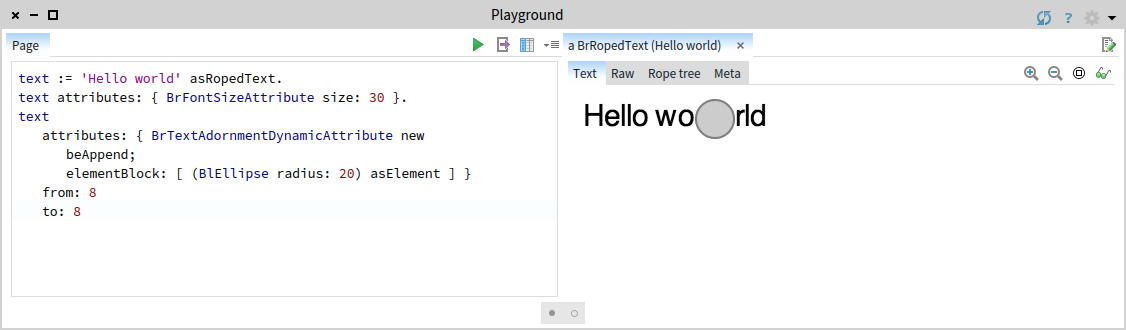 Playground
?
Page
text := 'Hello world' asRopedText.
text attributes: { BrFontSizeAttribute size: 30 }.
text
attributes: { BrTextAdornmentDynamicAttribute new
beAppend;
elementBlock: [ (BlEllipse radius: 20) asElement ] }
from: 8
to: 8
a BrRopedText (Hello world)
Text Raw Rope tree Meta
Hello wo rld